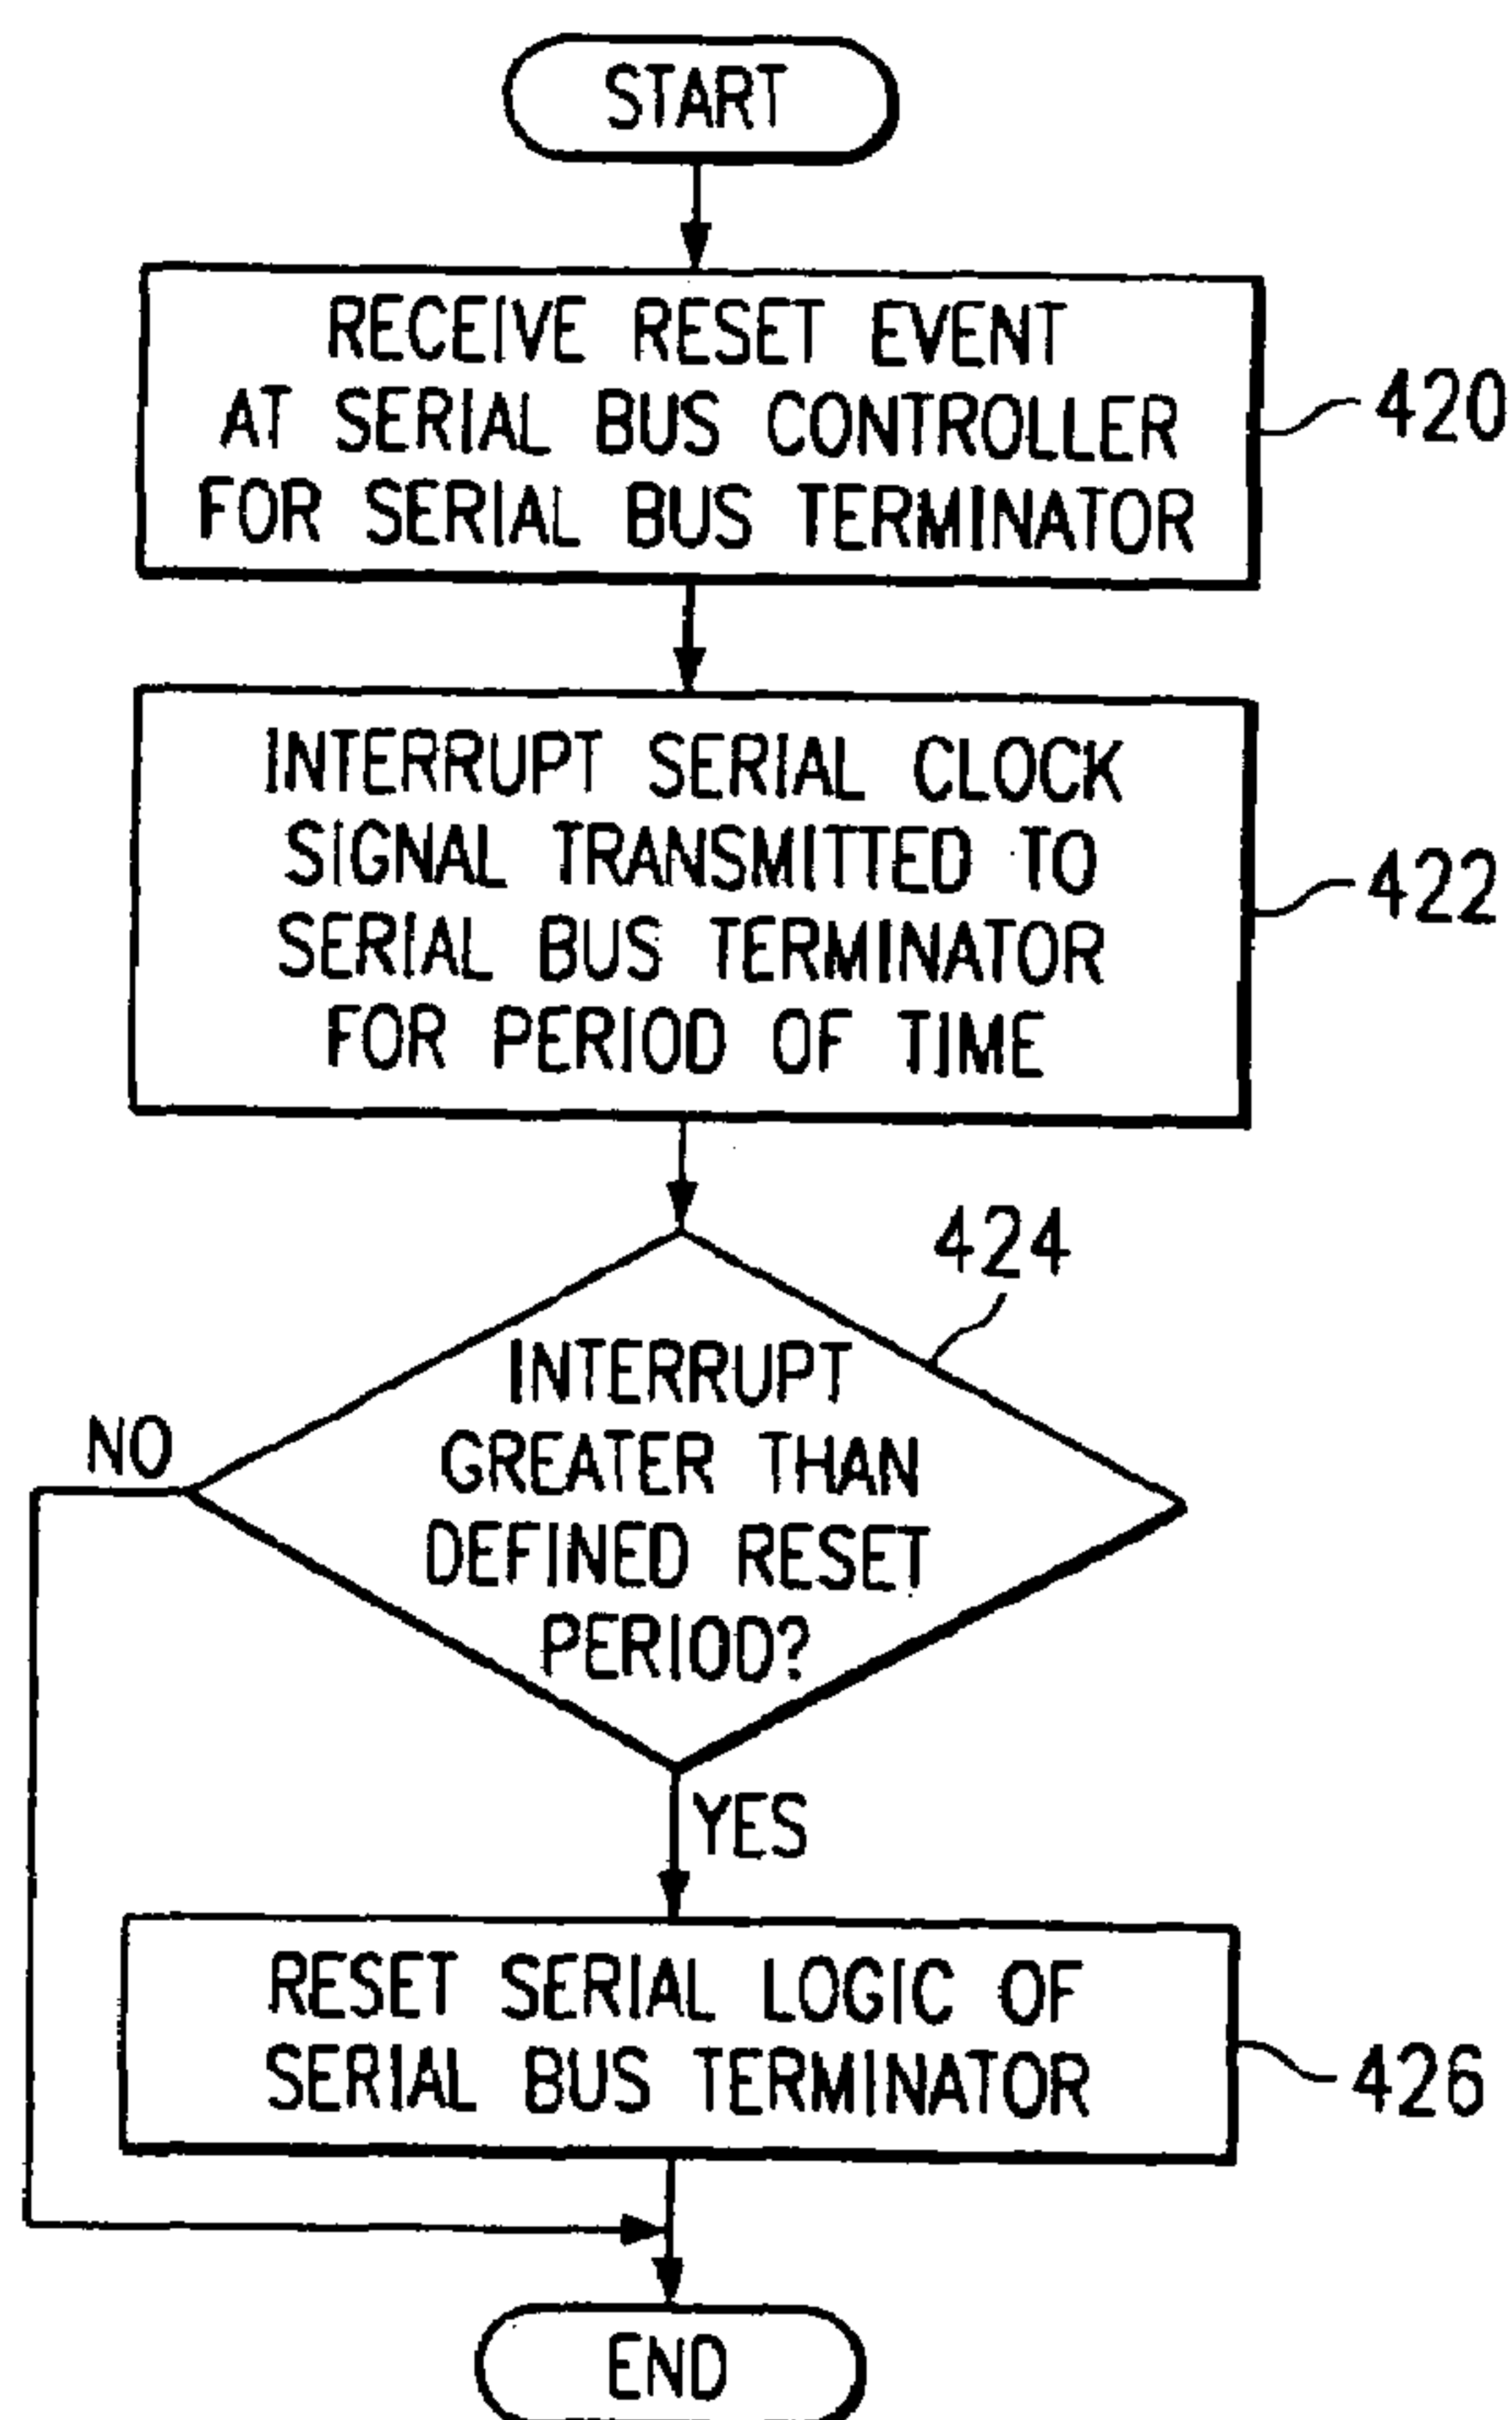 START
RECEIVE RESET EVENT
AT SERIAL BUS CONTROLLER
FOR SERIAL BUS TERMINATOR
420
INTERRUPT SERIAL CLOCK
SIGNAL TRANSMITTED TO
SERIAL BUS TERMINATOR
FOR PERIOD OF TIME
422
424
INTERRUPT
GREATER THAN
DEFINED RESET
PERIOD?
NO
YES
RESET SERIAL LOGIC OF
SERIAL BUS TERMINATOR
426
END